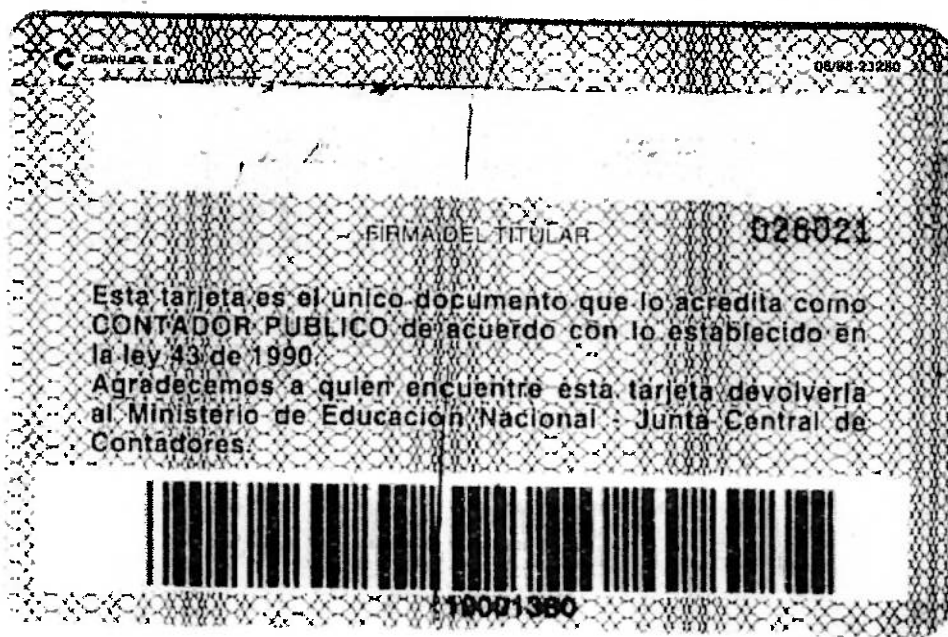 C CARVAJAL S.A. 06/98-23280
FIRMA DEL TITULAR 026021
Esta tarjeta es el único documento que lo acredita como
CONTADOR PUBLICO de acuerdo con lo establecido en
la ley 43 de 1990.
Agradecemos a quien encuentre esta tarjeta devolverla
al Ministerio de Educación Nacional - Junta Central de
Contadores.
19001380